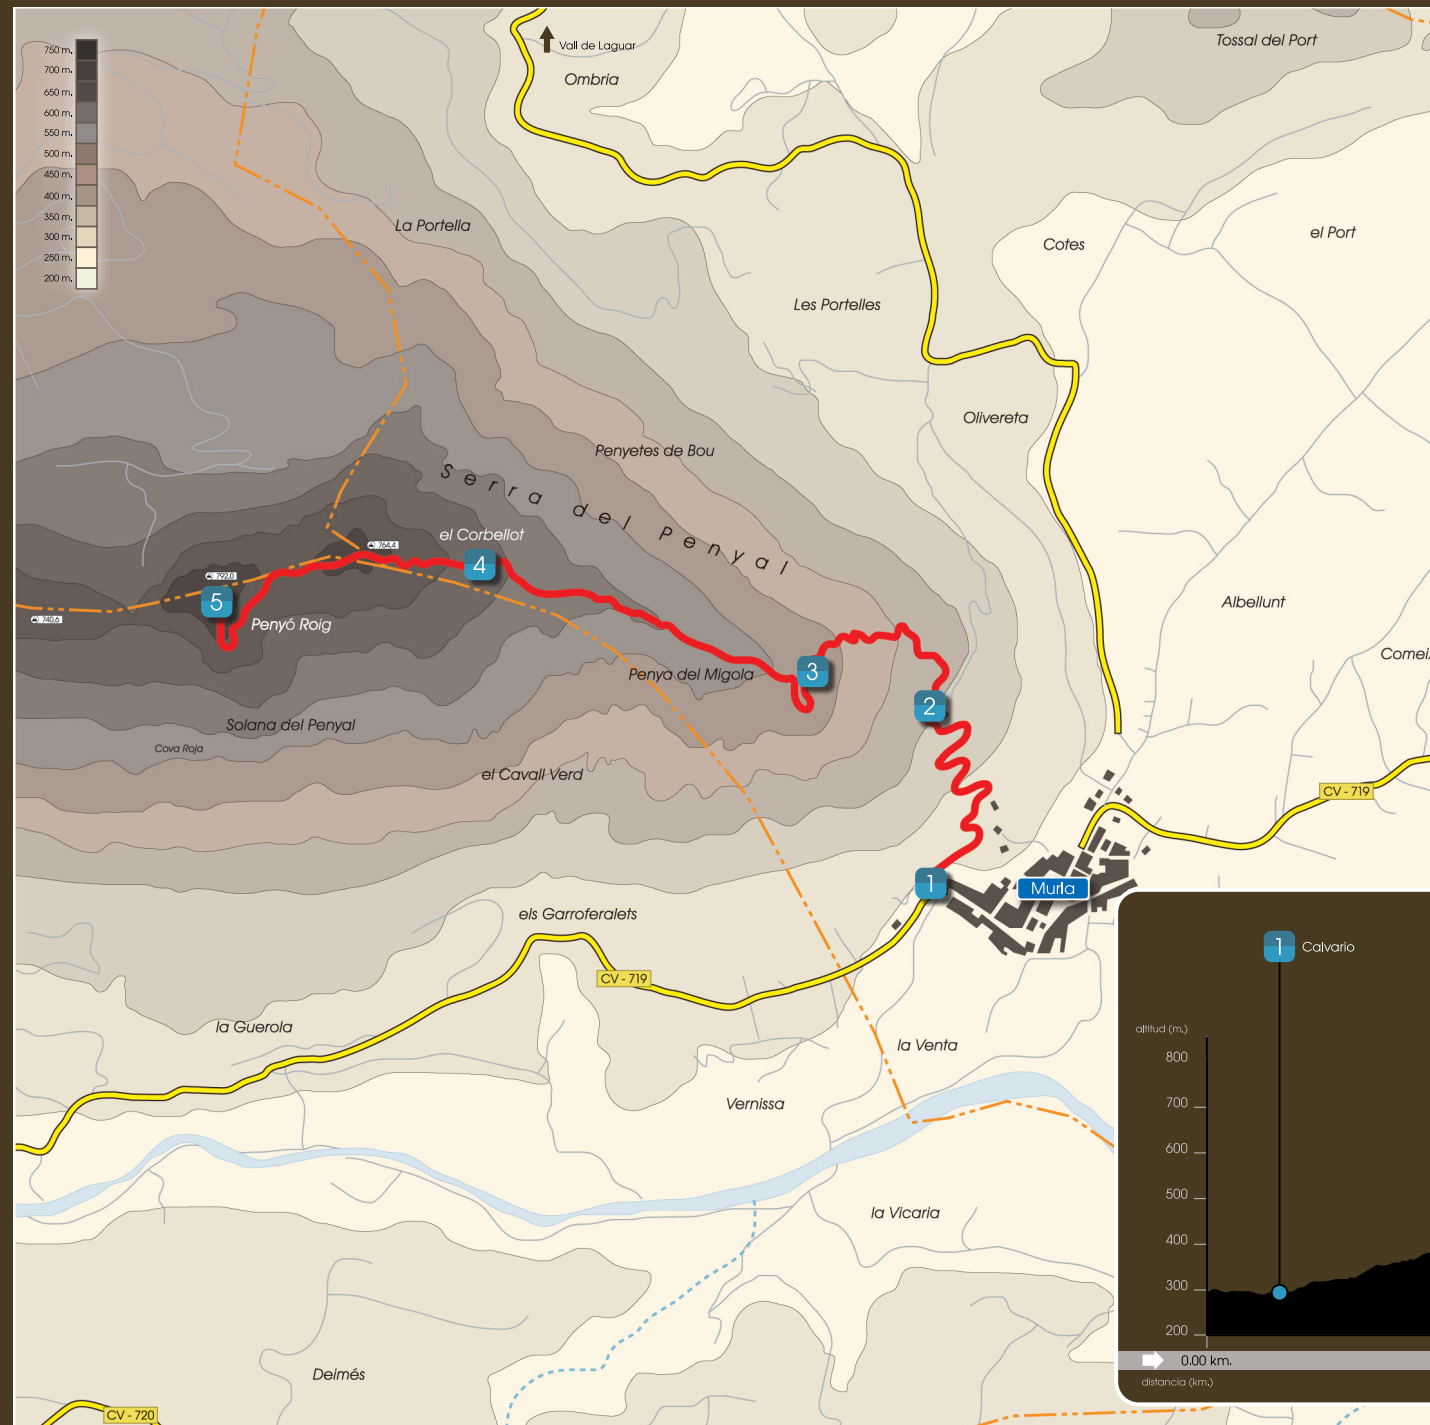 Vall de Laguar
Ombria
Tossal del Port
750 m.
700 m.
650 m.
600 m.
550 m.
500 m.
450 m.
400 m.
350 m.
300 m.
250 m.
200 m.
La Portella
Cotes
el Port
Les Portelles
Olivereta
Penyetes de Bou
Serra del Penyal
el Corbellot
764,4
4
792,0
5
740,6
Penyó Roig
Albellunt
Comei
3
Penya del Migola
2
Solana del Penyal
Cova Roja
el Cavall Verd
CV - 719
1
Murla
els Garroferalets
CV - 719
la Guerola
la Venta
Vernissa
la Vicaria
Deimés
CV - 720
1 Calvario
altitud (m.)
800
700
600
500
400
300
200
0.00 km.
distancia (km.)